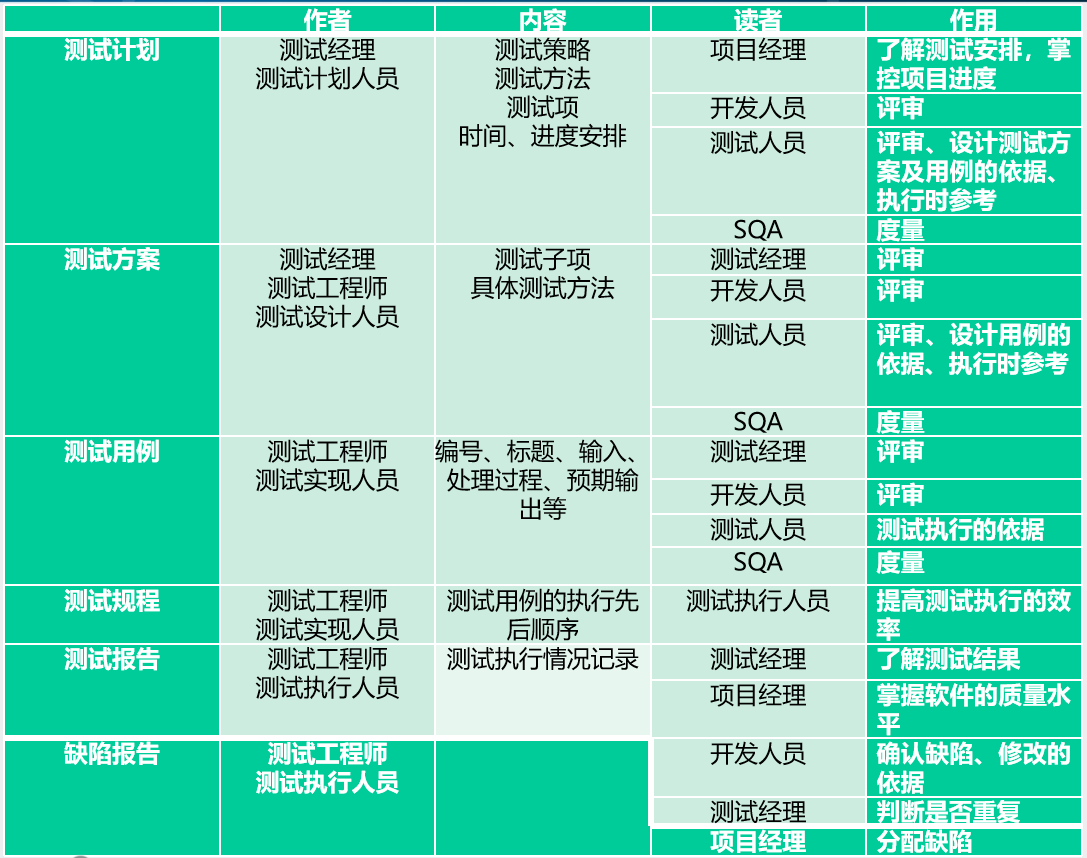 作者
内容
读者
作用
测试计划
测试经理
测试计划人员
测试策略
测试方法
测试项
时间、进度安排
项目经理
了解测试安排，掌
控项目进度
开发人员
评审
测试人员
评审、设计测试方
案及用例的依据、
执行时参考
SQA
度量
测试方案
测试经理
测试工程师
测试设计人员
测试子项
具体测试方法
测试经理
评审
开发人员
评审
测试人员
评审、设计用例的
依据、执行时参考
SQA
度量
测试用例
测试工程师
测试实现人员
编号、标题、输入、
处理过程、预期输
出等
测试经理
评审
开发人员
评审
测试人员
测试执行的依据
SQA
度量
测试规程
测试工程师
测试实现人员
测试用例的执行先
后顺序
测试执行人员
提高测试执行的效
率
测试报告
测试工程师
测试执行人员
测试执行情况记录
测试经理
了解测试结果
项目经理
掌握软件的质量水
平
缺陷报告
测试工程师
测试执行人员
开发人员
确认缺陷、修改的
依据
测试经理
判断是否重复
项目经理
分配缺陷